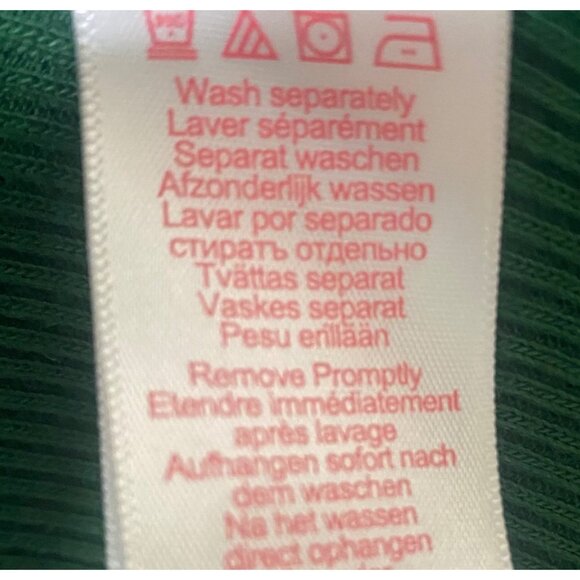 Wash separately
Laver séparément
Separat waschen
Afzonderlijk wassen
Lavar por separado
стирать отдельно
Tvättas separat
Vaskes separat
Pesu erillään
Remove Promptly
Etendre immédiatement
après lavage
Aufhangen sofort nach
dem waschen
Na het wassen
direct ophangen